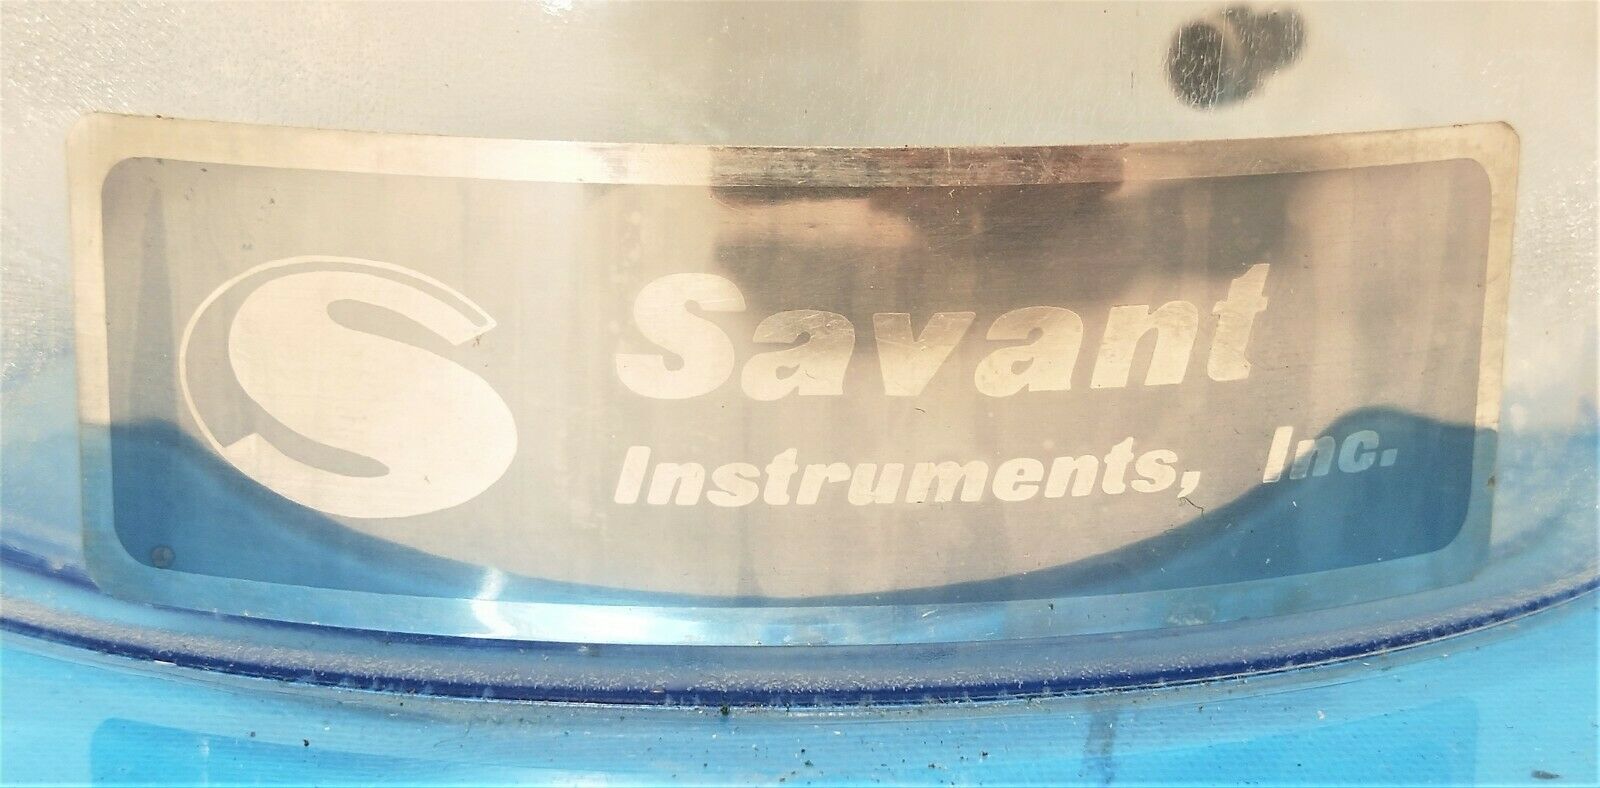 S
Savant
Instruments, Inc.